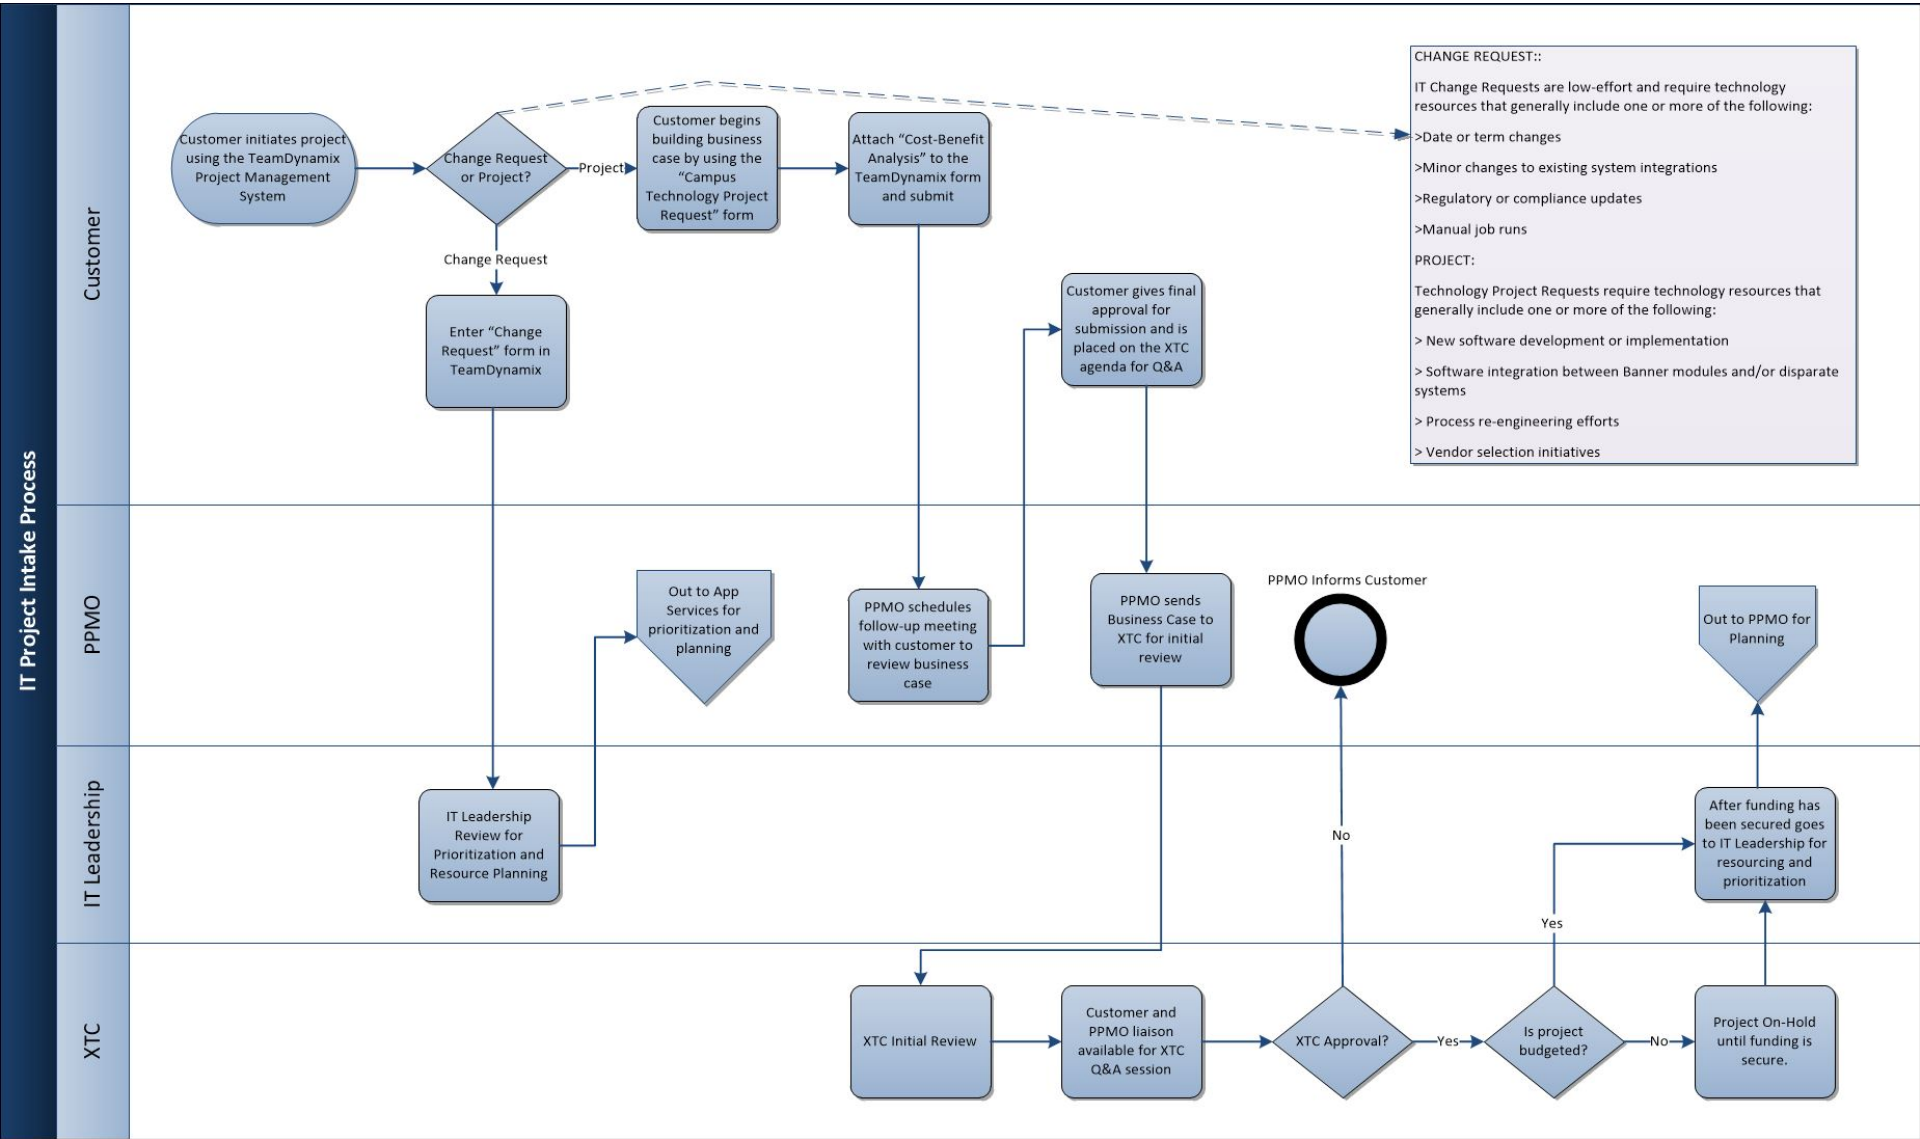 IT Project Intake Process
Customer
Customer initiates project
using the TeamDynamix
Project Management
System
Change Request
or Project?
Project
Customer begins
building business
case by using the
“Campus
Technology Project
Request” form
Attach “Cost-Benefit
Analysis” to the
TeamDynamix form
and submit
Change Request
Enter “Change
Request” form in
TeamDynamix
Customer gives final
approval for
submission and is
placed on the XTC
agenda for Q&A
CHANGE REQUEST::
IT Change Requests are low-effort and require technology
resources that generally include one or more of the following:
>Date or term changes
>Minor changes to existing system integrations
>Regulatory or compliance updates
>Manual job runs
PROJECT:
Technology Project Requests require technology resources that
generally include one or more of the following:
> New software development or implementation
> Software integration between Banner modules and/or disparate
systems
> Process re-engineering efforts
> Vendor selection initiatives
PPMO
Out to App
Services for
prioritization and
planning
PPMO schedules
follow-up meeting
with customer to
review business
case
PPMO sends
Business Case to
XTC for initial
review
PPMO Informs Customer
Out to PPMO for
Planning
IT Leadership
IT Leadership
Review for
Prioritization and
Resource Planning
No
Yes
After funding has
been secured goes
to IT Leadership for
resourcing and
prioritization
XTC
XTC Initial Review
Customer and
PPMO liaison
available for XTC
Q&A session
XTC Approval?
Yes
Is project
budgeted?
No
Project On-Hold
until funding is
secure.